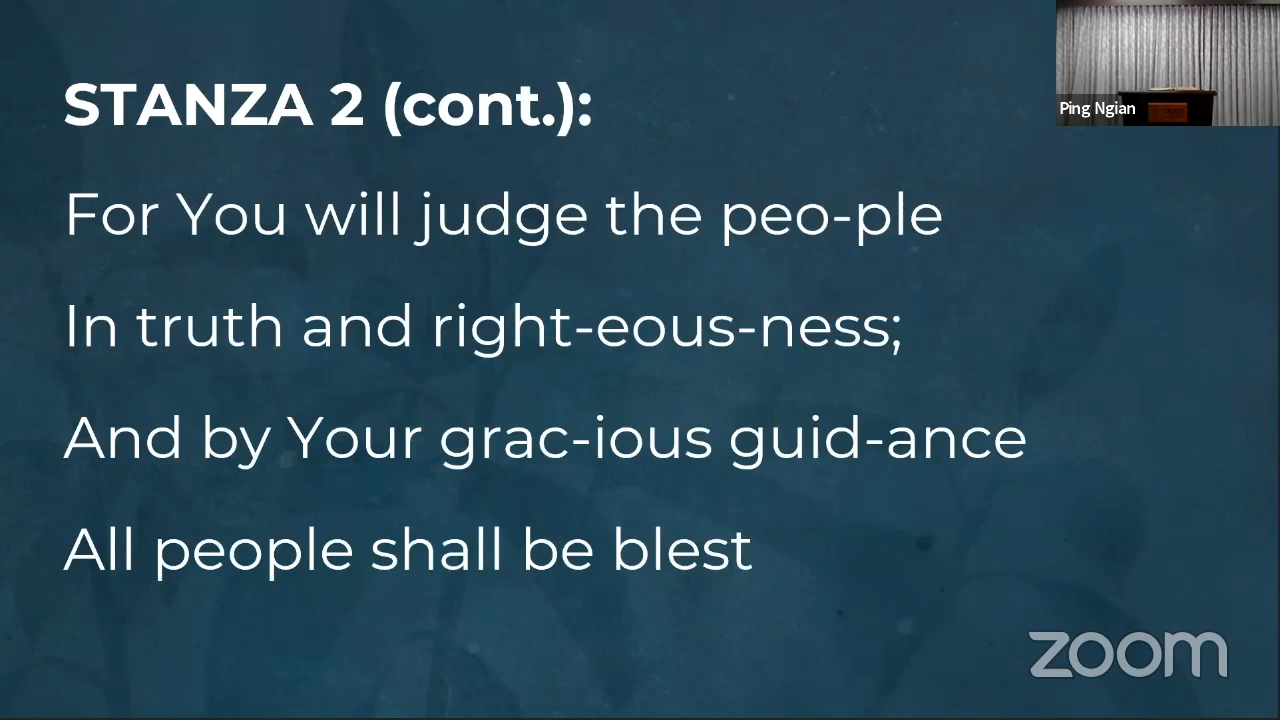 STANZA 2 (cont.):
Ping Ngian
For You will judge the peo-ple
In truth and right-eous-ness;
And by Your grac-ious guid-ance
All people shall be blest
zoom